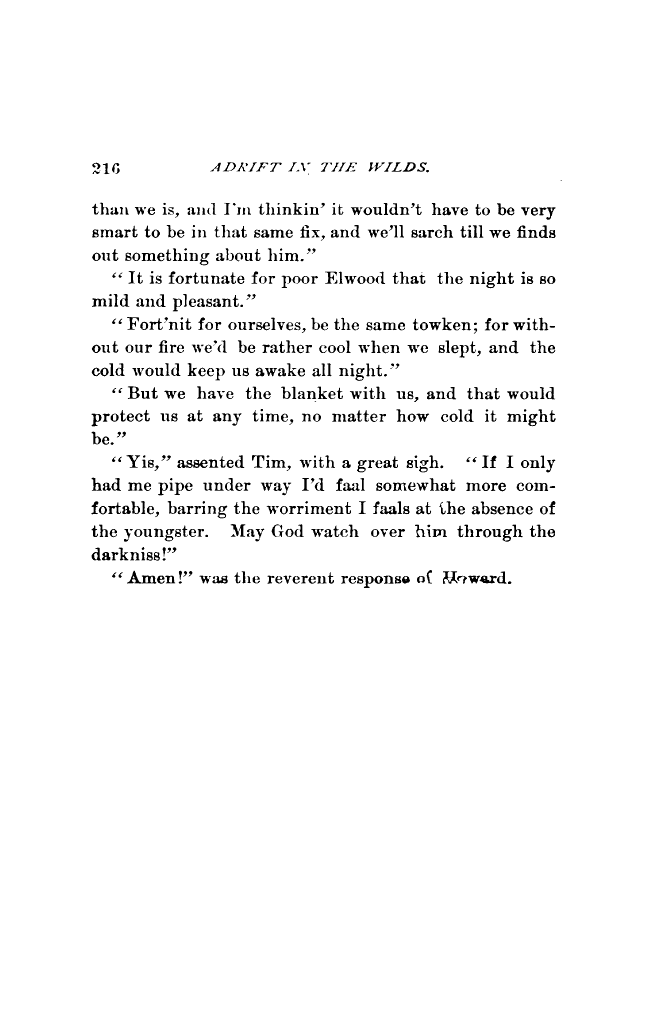 216 ADRIFT IN THE WILDS.
than we is, and I'm thinkin' it wouldn't have to be very
smart to be in that same fix, and we'll sarch till we finds
out something about him."
"It is fortunate for poor Elwood that the night is so
mild and pleasant."
"Fort'nit for ourselves, be the same towken; for with-
out our fire we'd be rather cool when we slept, and the
cold would keep us awake all night."
"But we have the blanket with us, and that would
protect us at any time, no matter how cold it might
be."
"Yis," assented Tim, with a great sigh. "If I only
had me pipe under way I'd faal somewhat more com-
fortable, barring the worriment I faals at the absence of
the youngster. May God watch over him through the
darkniss!"
"Amen!" was the reverent response of Howard.